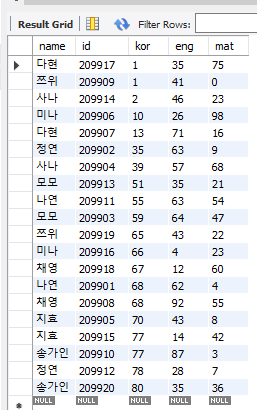 Result Grid Filter Rows:
name id kor eng mat
다현 209917 1 35 75
쯔위 209909 1 41 0
사나 209914 2 46 23
미나 209906 10 26 98
다현 209907 13 71 16
정연 209902 35 63 9
사나 209904 39 57 68
모모 209913 51 35 21
나연 209911 55 63 54
모모 209903 59 64 47
쯔위 209919 65 43 22
미나 209916 66 4 23
채영 209918 67 12 60
나연 209901 68 62 4
채영 209908 68 92 55
지효 209905 70 43 8
지효 209915 77 14 42
송가인 209910 77 87 3
정연 209912 78 28 7
송가인 209920 80 35 36
NULL NULL NULL NULL NULL